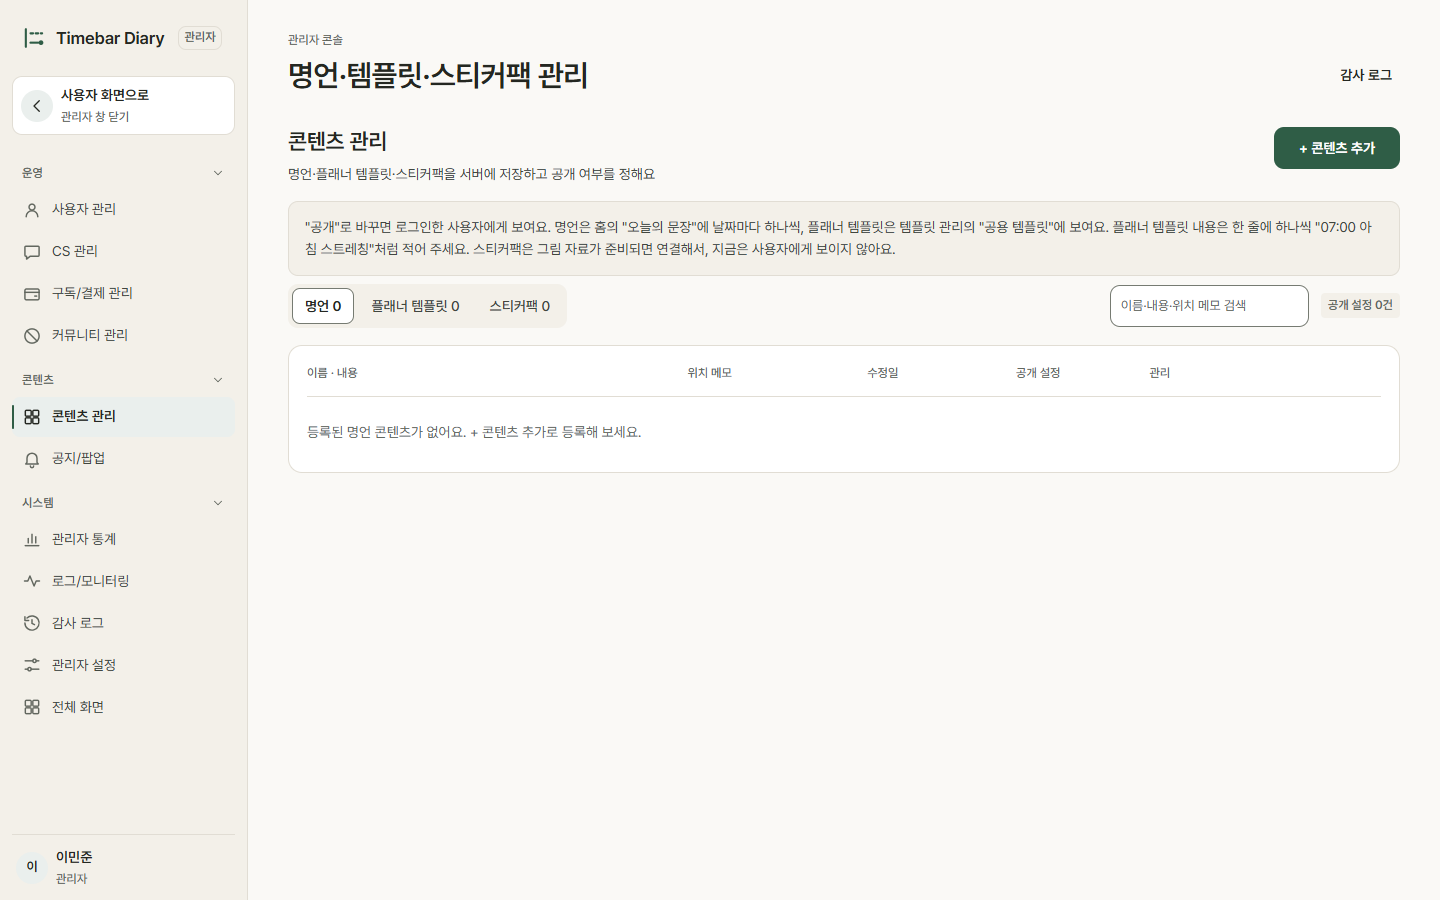 Timebar Diary
관리자
사용자 화면으로
관리자 창 닫기
운영
사용자 관리
CS 관리
구독/결제 관리
커뮤니티 관리
콘텐츠
콘텐츠 관리
공지/팝업
시스템
관리자 통계
로그/모니터링
감사 로그
관리자 설정
전체 화면
이
이민준
관리자
관리자 콘솔
명언·템플릿·스티커팩 관리
감사 로그
콘텐츠 관리
명언·플래너 템플릿·스티커팩을 서버에 저장하고 공개 여부를 정해요
+ 콘텐츠 추가
"공개"로 바꾸면 로그인한 사용자에게 보여요. 명언은 홈의 "오늘의 문장"에 날짜마다 하나씩, 플래너 템플릿은 템플릿 관리의 "공용 템플릿"에 보여요. 플래너 템플릿 내용은 한 줄에 하나씩 "07:00 아
침 스트레칭"처럼 적어 주세요. 스티커팩은 그림 자료가 준비되면 연결해서, 지금은 사용자에게 보이지 않아요.
명언 0
플래너 템플릿 0
스티커팩 0
이름·내용·위치 메모 검색
공개 설정 0건
이름 · 내용
위치 메모
수정일
공개 설정
관리
등록된 명언 콘텐츠가 없어요. + 콘텐츠 추가로 등록해 보세요.